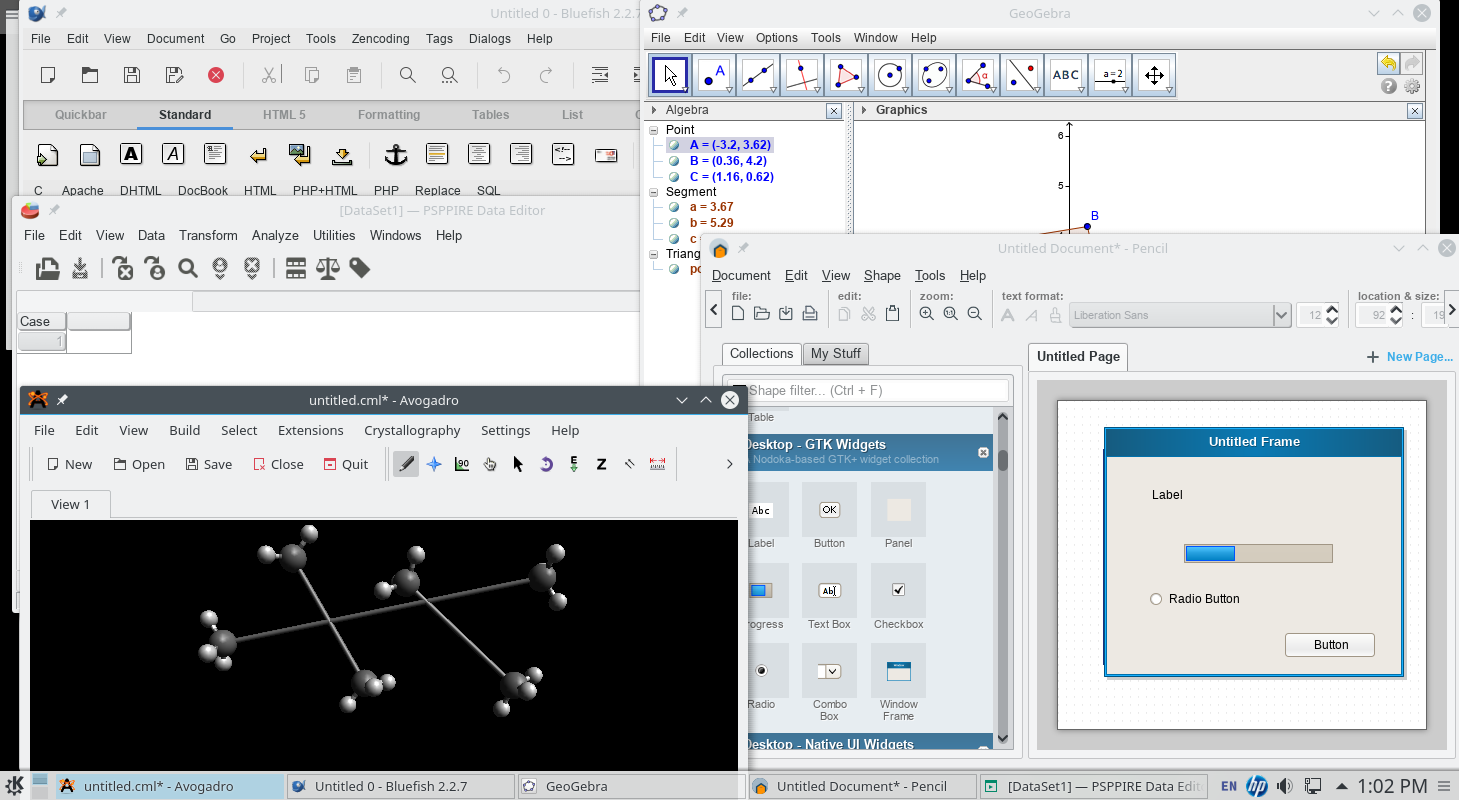 Untitled 0 - Bluefish 2.2.7
File Edit View Document Go Project Tools Zencoding Tags Dialogs Help
Quickbar Standard HTML 5 Formatting Tables List
C Apache DHTML DocBook HTML PHP+HTML PHP Replace SQL
GeoGebra
File Edit View Options Tools Window Help
A
α
ABC
a=2
Algebra
Graphics
Point
A = (-3.2, 3.62)
B = (0.36, 4.2)
C = (1.16, 0.62)
Segment
a = 3.67
b = 5.29
c
Triang
po
6
5
B
[DataSet1] — PSPPIRE Data Editor
File Edit View Data Transform Analyze Utilities Windows Help
Case
1
Untitled Document* - Pencil
Document Edit View Shape Tools Help
file: edit: zoom: text format: location & size:
Liberation Sans 12 92 : 19
Collections My Stuff
Shape filter... (Ctrl + F)
Table
Desktop - GTK Widgets
A Nodoka-based GTK+ widget collection
Abc OK
Label Button Panel
Ab
rogress Text Box Checkbox
Radio Combo Box Window Frame
Desktop - Native UI Widgets
Untitled Page
New Page...
Untitled Frame
Label
Radio Button
Button
untitled.cml* - Avogadro
File Edit View Build Select Extensions Crystallography Settings Help
New Open Save Close Quit 90 E Z
View 1
untitled.cml* - Avogadro Untitled 0 - Bluefish 2.2.7 GeoGebra Untitled Document* - Pencil [DataSet1] — PSPPIRE Data Edit EN hp 1:02 PM